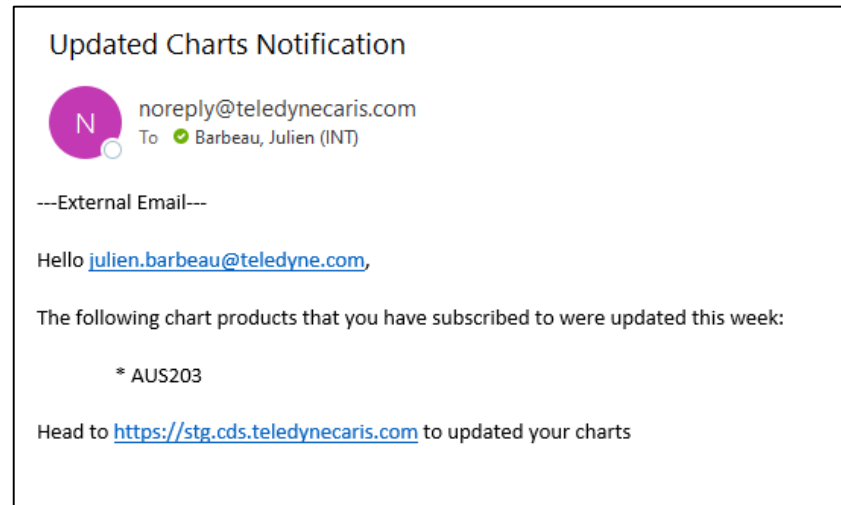 Updated Charts Notification
N
noreply@teledynecaris.com
To Barbeau, Julien (INT)
---External Email---
Hello julien.barbeau@teledyne.com,
The following chart products that you have subscribed to were updated this week:
* AUS203
Head to https://stg.cds.teledynecaris.com to updated your charts